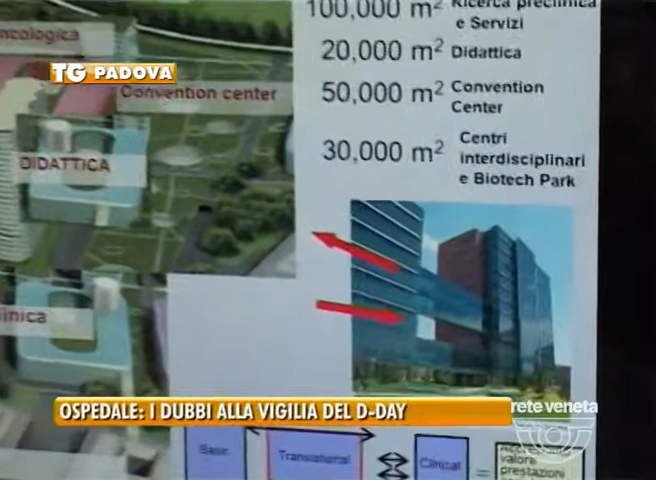 100,000 m² Ricerca preclinica
e Servizi
20,000 m² Didattica
50,000 m² Convention
Center
30,000 m² Centri
interdisciplinari
e Biotech Park
TG PADOVA
Convention center
DIDATTICA
OSPEDALE: I DUBBI ALLA VIGILIA DEL D-DAY
rete veneta
Basic
Translational
Clinical
=
valore
prestazioni